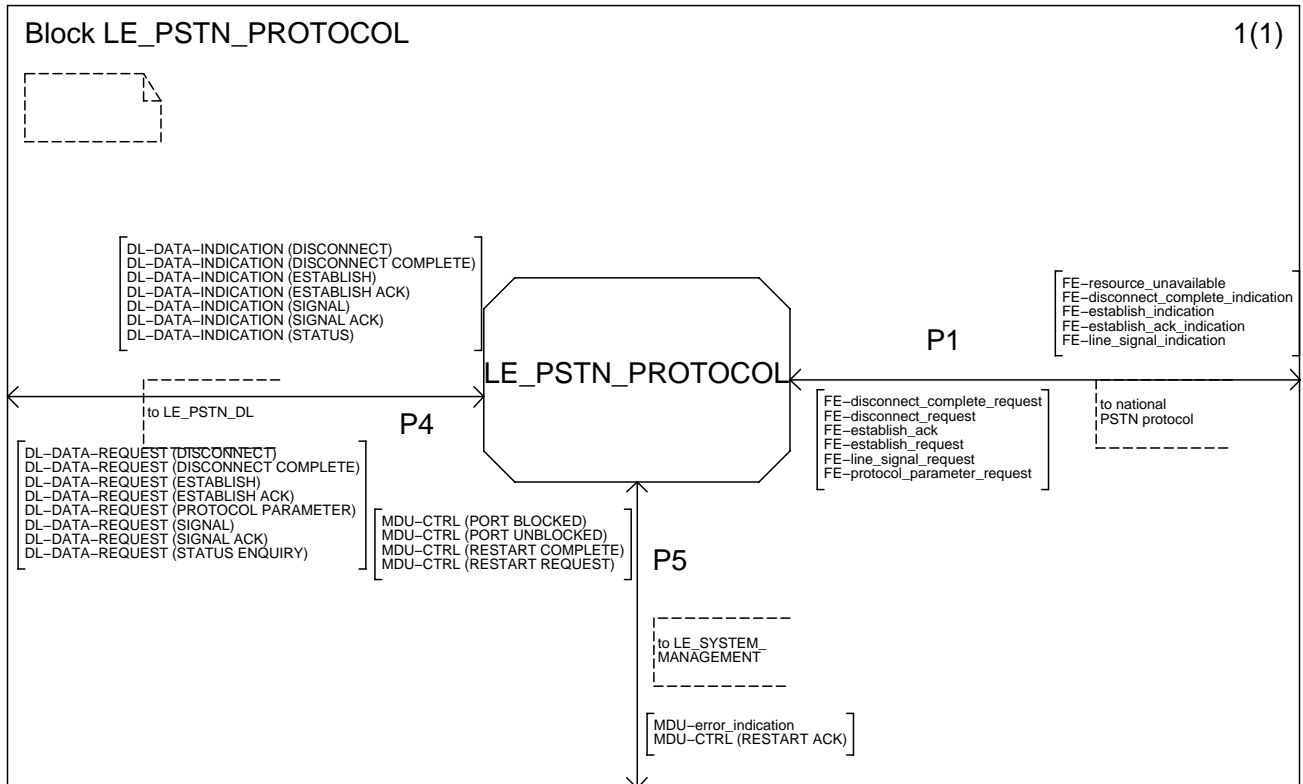 Block LE_PSTN_PROTOCOL
1(1)
DL−DATA−INDICATION (DISCONNECT)
DL−DATA−INDICATION (DISCONNECT COMPLETE)
DL−DATA−INDICATION (ESTABLISH)
DL−DATA−INDICATION (ESTABLISH ACK)
DL−DATA−INDICATION (SIGNAL)
DL−DATA−INDICATION (SIGNAL ACK)
DL−DATA−INDICATION (STATUS)
FE−resource_unavailable
FE−disconnect_complete_indication
FE−establish_indication
FE−establish_ack_indication
FE−line_signal_indication
P1
LE_PSTN_PROTOCOL
to LE_PSTN_DL
P4
FE−disconnect_complete_request
FE−disconnect_request
FE−establish_ack
FE−establish_request
FE−line_signal_request
FE−protocol_parameter_request
to national
PSTN protocol
DL−DATA−REQUEST (DISCONNECT)
DL−DATA−REQUEST (DISCONNECT COMPLETE)
DL−DATA−REQUEST (ESTABLISH)
DL−DATA−REQUEST (ESTABLISH ACK)
DL−DATA−REQUEST (PROTOCOL PARAMETER)
DL−DATA−REQUEST (SIGNAL)
DL−DATA−REQUEST (SIGNAL ACK)
DL−DATA−REQUEST (STATUS ENQUIRY)
MDU−CTRL (PORT BLOCKED)
MDU−CTRL (PORT UNBLOCKED)
MDU−CTRL (RESTART COMPLETE)
MDU−CTRL (RESTART REQUEST)
P5
to LE_SYSTEM_
MANAGEMENT
MDU−error_indication
MDU−CTRL (RESTART ACK)